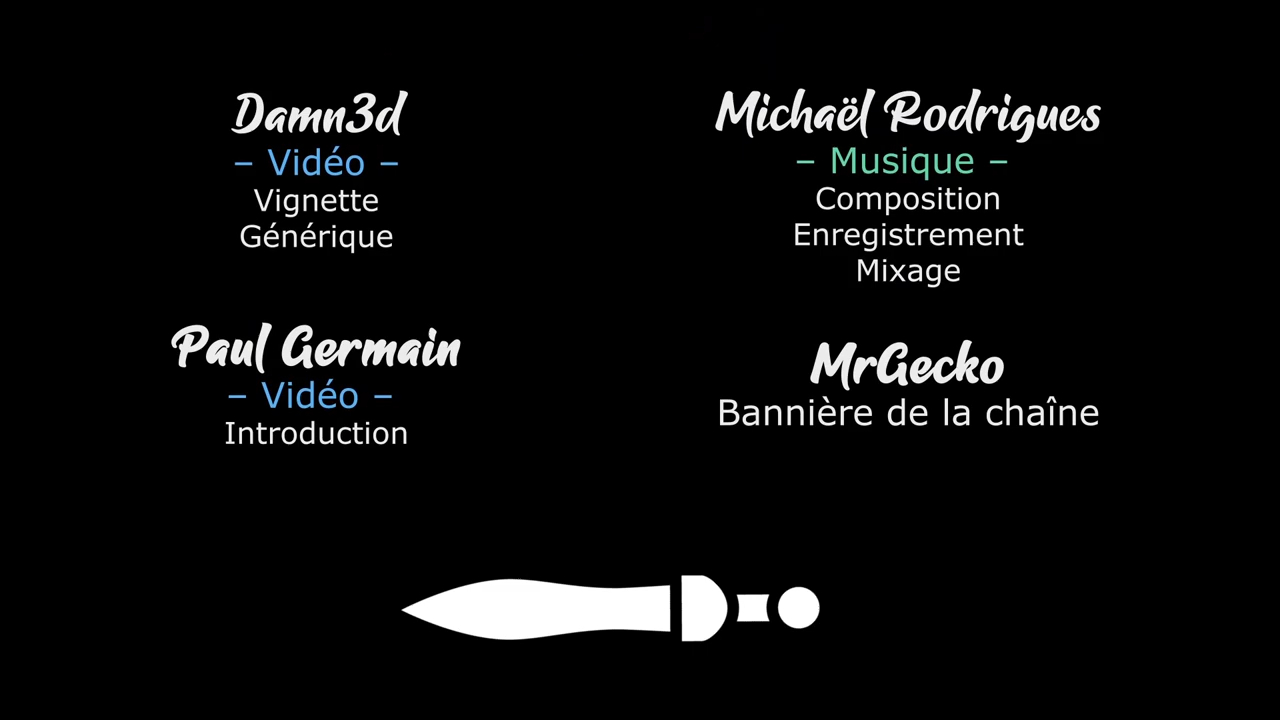 Damn3d
– Vidéo –
Vignette
Générique
Paul Germain
– Vidéo –
Introduction
Michaël Rodrigues
– Musique –
Composition
Enregistrement
Mixage
MrGecko
Bannière de la chaîne